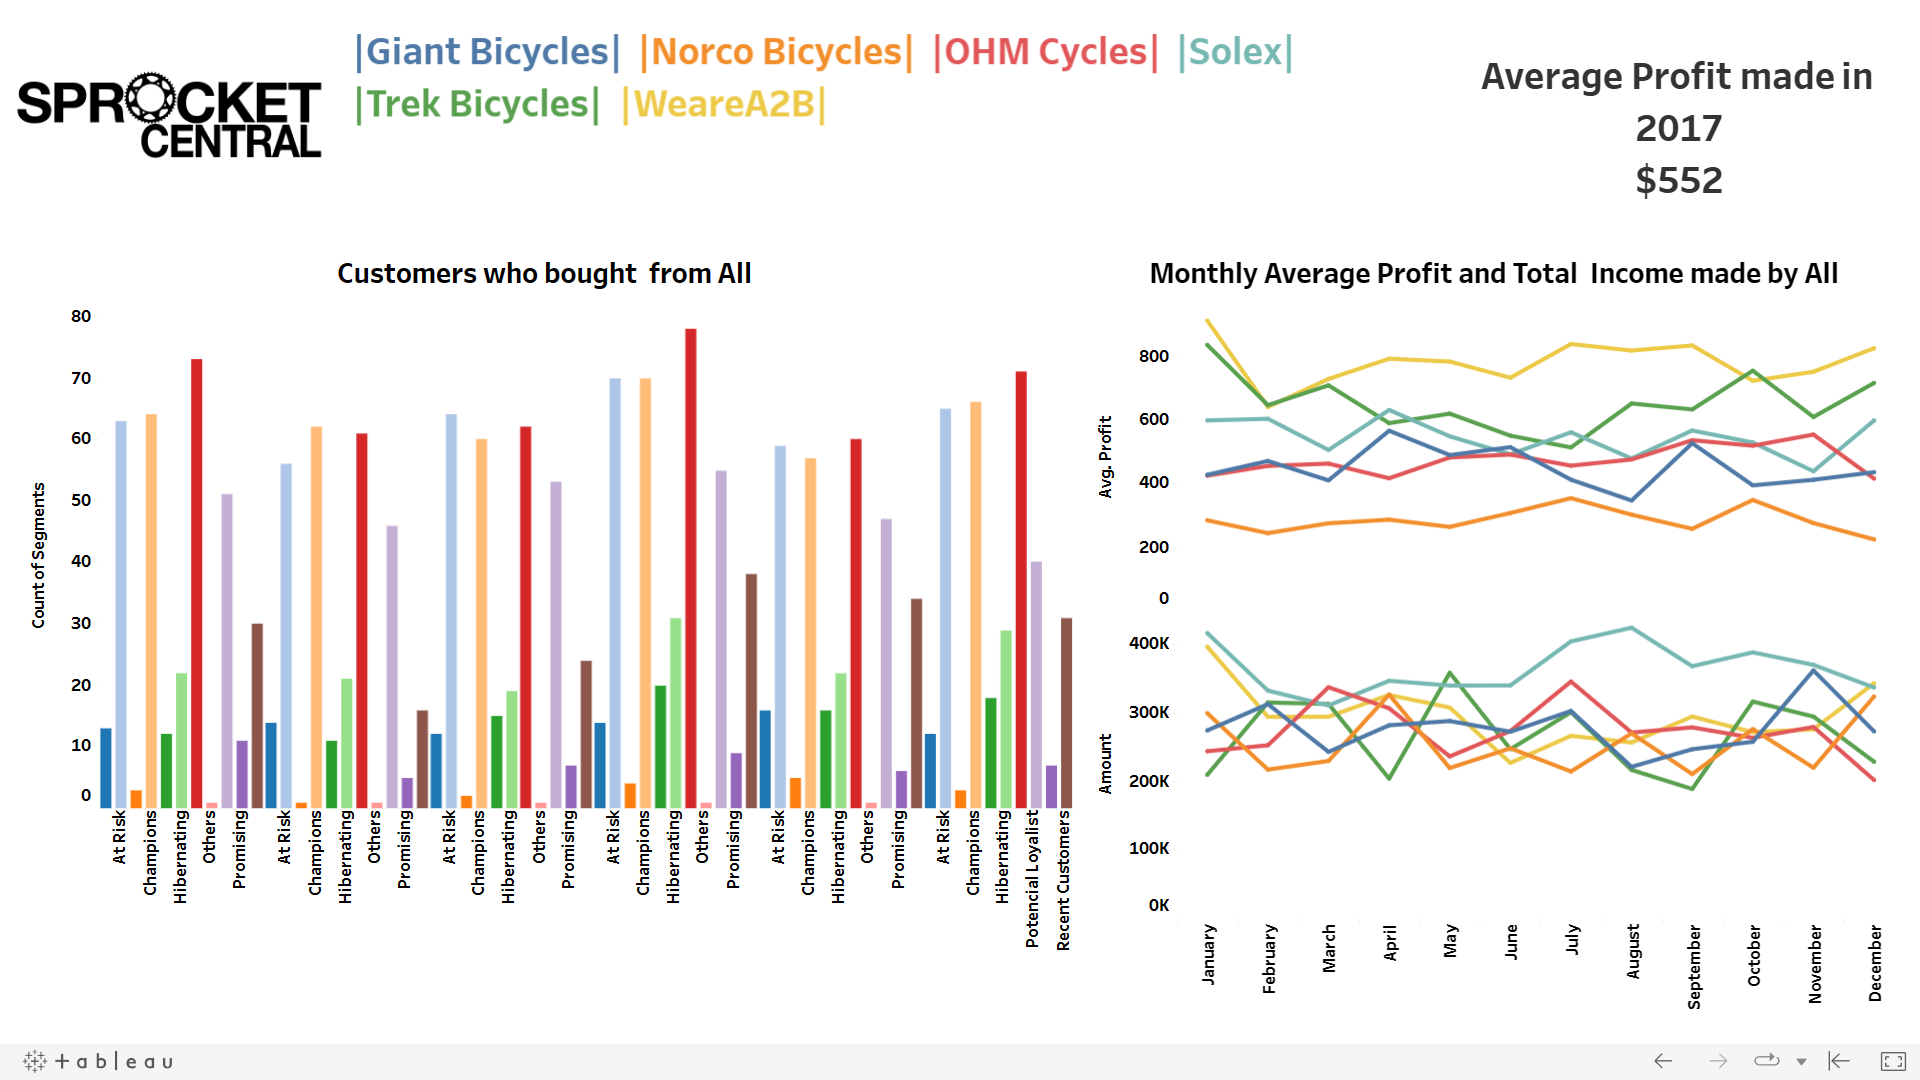 SPROCKET
CENTRAL
|Giant Bicycles| |Norco Bicycles| |OHM Cycles| |Solex|
|Trek Bicycles| |WeareA2B|
Average Profit made in
2017
$552
Customers who bought from All
Count of Segments
80
70
60
50
40
30
20
10
0
At Risk
Champions
Hibernating
Others
Promising
At Risk
Champions
Hibernating
Others
Promising
At Risk
Champions
Hibernating
Others
Promising
At Risk
Champions
Hibernating
Others
Promising
At Risk
Champions
Hibernating
Others
Promising
At Risk
Champions
Hibernating
Potencial Loyalist
Recent Customers
Monthly Average Profit and Total Income made by All
Avg. Profit
800
600
400
200
0
Amount
400K
300K
200K
100K
0K
January
February
March
April
May
June
July
August
September
October
November
December
+ a b | e a u